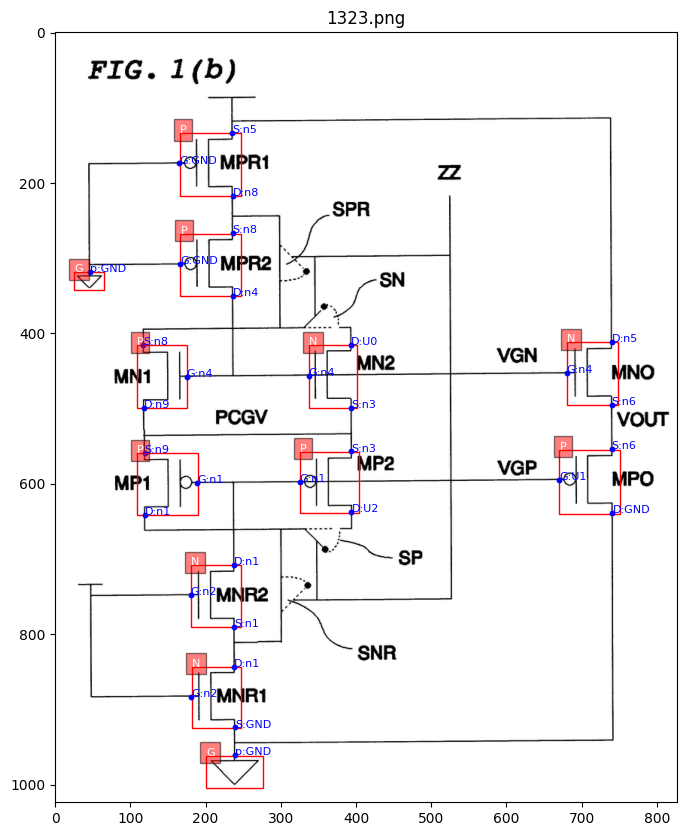 1323.png
FIG. 1(b)
P
S:n5
G:GND
MPR1
D:n8
ZZ
SPR
P
S:n8
G:GND
MPR2
G
p:GND
D:n4
SN
P
S:n8
N
D:U0
N
D:n5
MN1
G:n4
G:n4
MN2
VGN
G:n4
MNO
D:n9
S:n3
S:n6
PCGV
VOUT
P
S:n9
P
S:n3
P
S:n6
MP1
G:n1
G:n1
MP2
VGP
G:U1
MPO
D:n1
D:U2
D:GND
SP
N
D:n1
G:n2
MNR2
S:n1
SNR
N
D:n1
G:n2
MNR1
S:GND
G
p:GND
0
200
400
600
800
1000
0 100 200 300 400 500 600 700 800